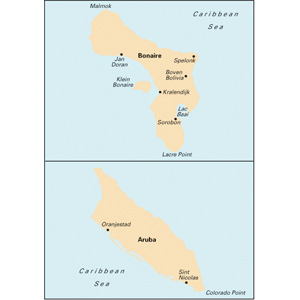 Malmok
Caribbean
Sea
Jan
Doran
Bonaire
Spelonk
Boven
Bolivia
Klein
Bonaire
Kralendijk
Lac
Baai
Sorobon
Lacre Point
Oranjestad
Aruba
Caribbean
Sea
Sint
Nicolas
Colorado Point